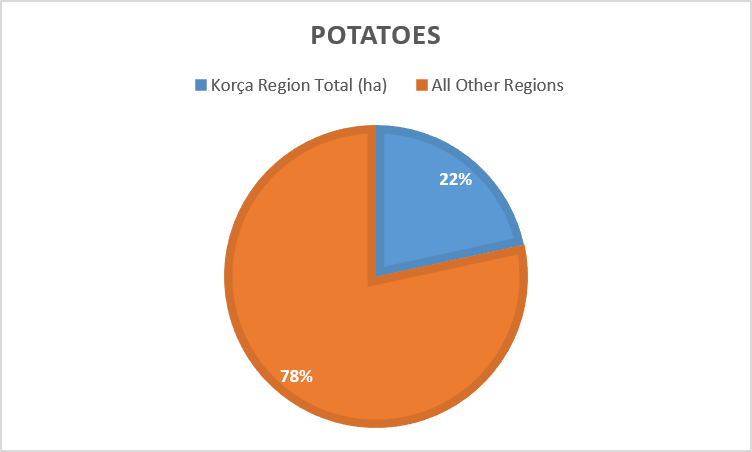 POTATOES
Korça Region Total (ha) All Other Regions
22%
78%